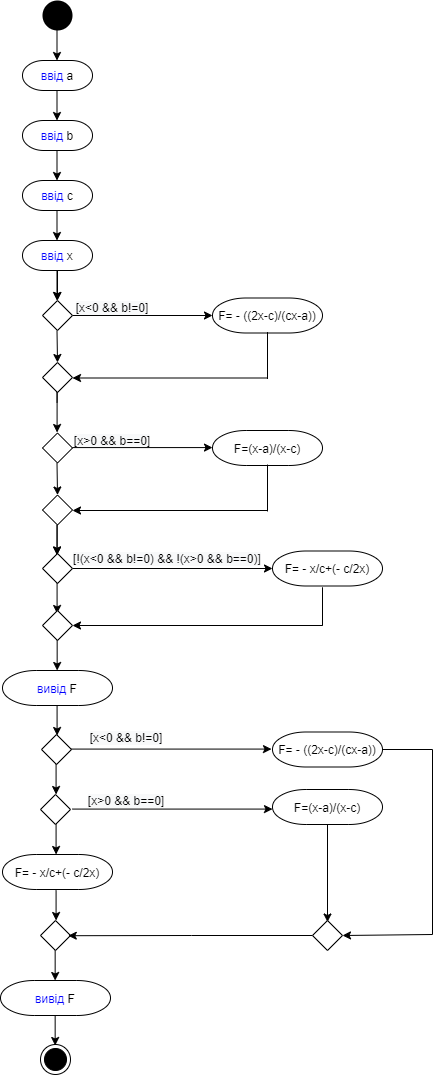 ввід a
ввід b
ввід c
ввід x
[x<0 && b!=0]
F= - ((2x-c)/(cx-a))
[x>0 && b==0]
F=(x-a)/(x-c)
[!(x<0 && b!=0) && !(x>0 && b==0)]
F= - x/c+(- c/2x)
вивід F
[x<0 && b!=0]
F= - ((2x-c)/(cx-a))
[x>0 && b==0]
F=(x-a)/(x-c)
F= - x/c+(- c/2x)
вивід F